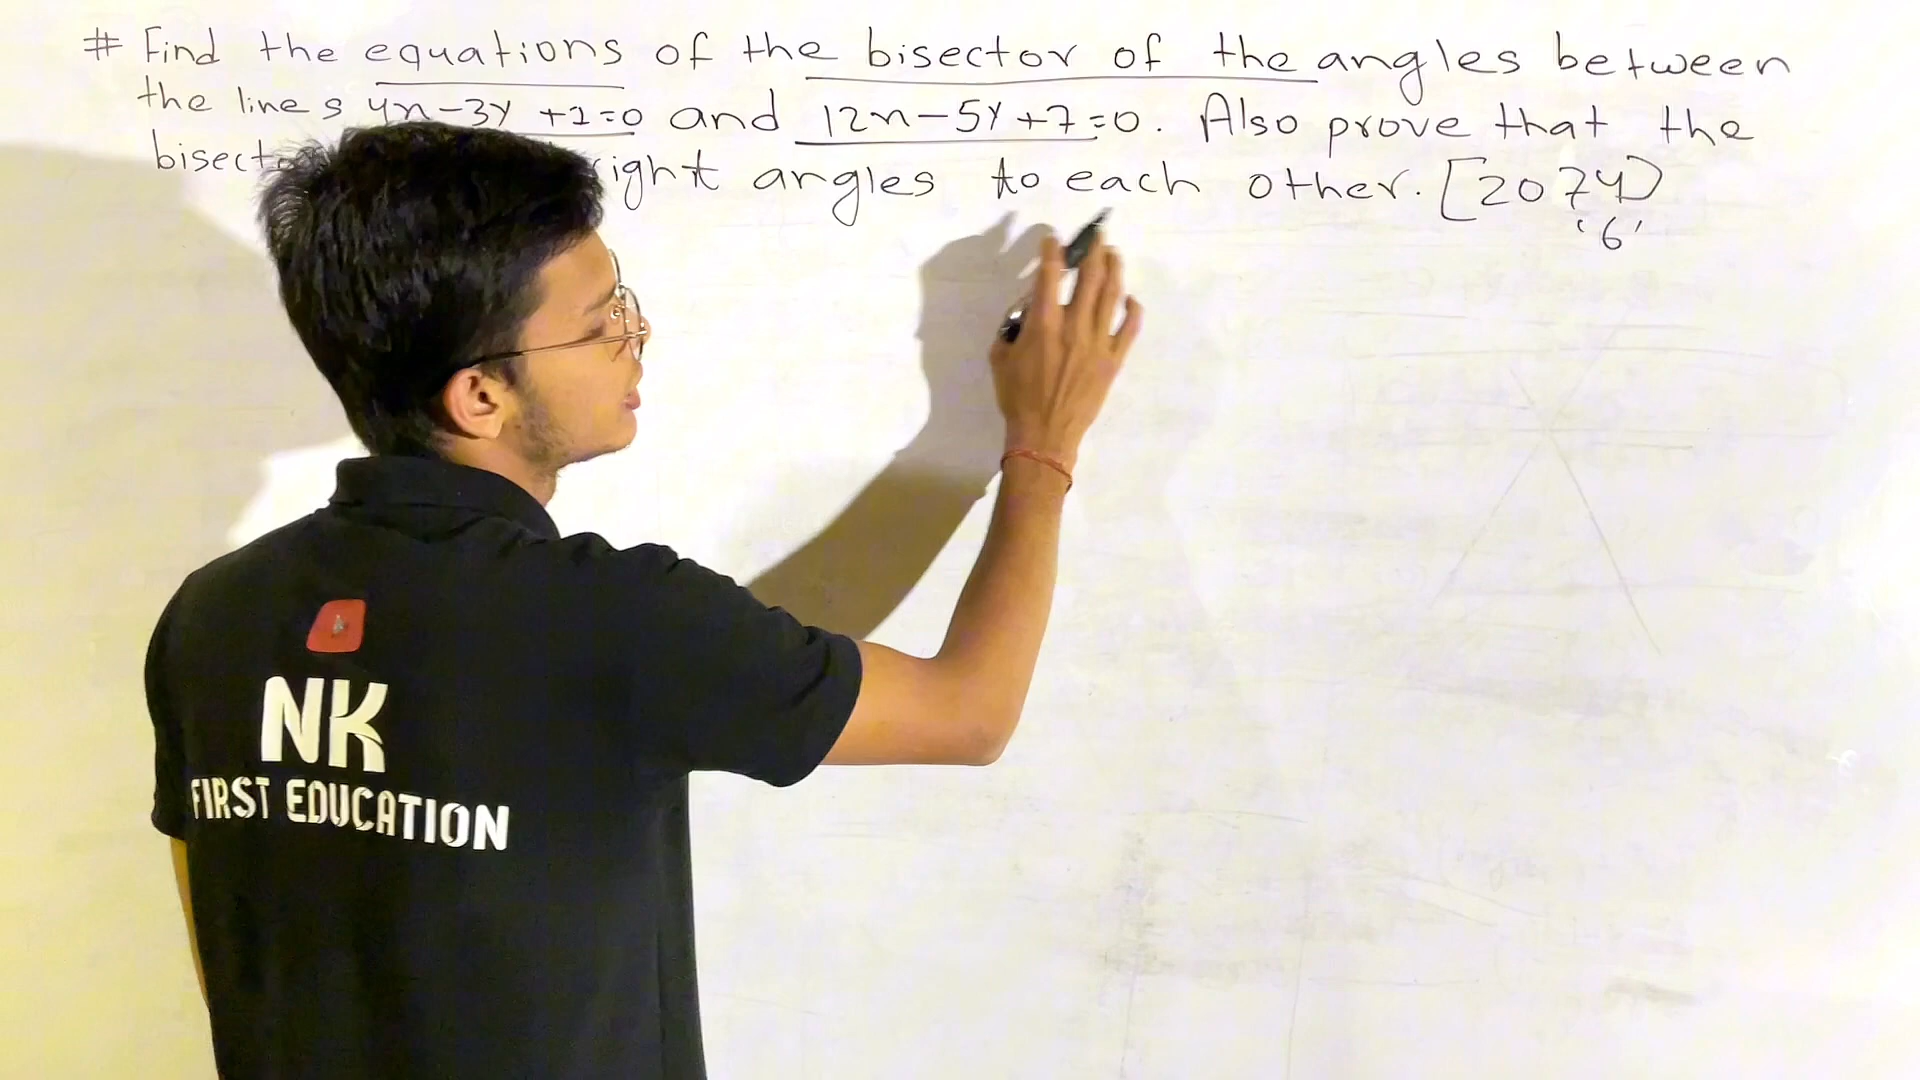 # Find the equations of the bisector of the angles between
the lines 4x-3y +1=0 and 12x-5y+7=0. Also prove that the
right angles to each other. [2074]
'6'
NK
FIRST EDUCATION